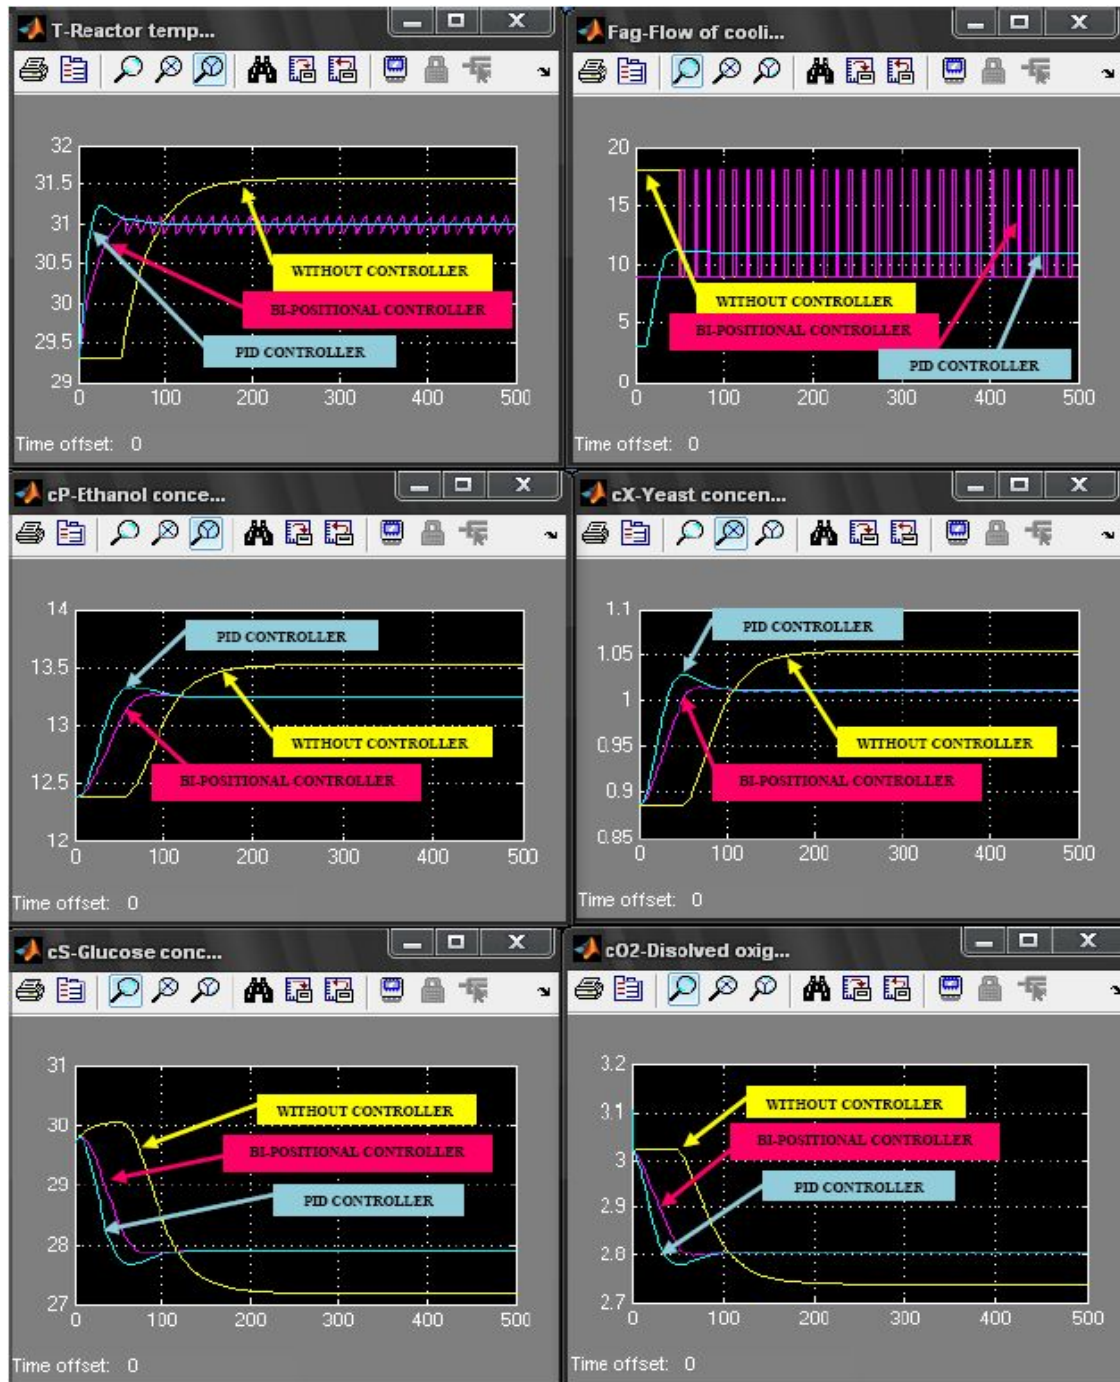 T-Reactor temp...
32
31.5
31
30.5
30
29.5
29
0
100
200
300
400
500
WITHOUT CONTROLLER
BI-POSITIONAL CONTROLLER
PID CONTROLLER
Time offset: 0
Fag-Flow of cooli...
20
15
10
5
0
0
100
200
300
400
500
WITHOUT CONTROLLER
BI-POSITIONAL CONTROLLER
PID CONTROLLER
Time offset: 0
cP-Ethanol conce...
14
13.5
13
12.5
12
0
100
200
300
400
500
PID CONTROLLER
WITHOUT CONTROLLER
BI-POSITIONAL CONTROLLER
Time offset: 0
cX-Yeast concen...
1.1
1.05
1
0.95
0.9
0.85
0
100
200
300
400
500
PID CONTROLLER
WITHOUT CONTROLLER
BI-POSITIONAL CONTROLLER
Time offset: 0
cS-Glucose conc...
31
30
29
28
27
0
100
200
300
400
500
WITHOUT CONTROLLER
BI-POSITIONAL CONTROLLER
PID CONTROLLER
Time offset: 0
cO2-Disolved oxig...
3.2
3.1
3
2.9
2.8
2.7
0
100
200
300
400
500
WITHOUT CONTROLLER
BI-POSITIONAL CONTROLLER
PID CONTROLLER
Time offset: 0